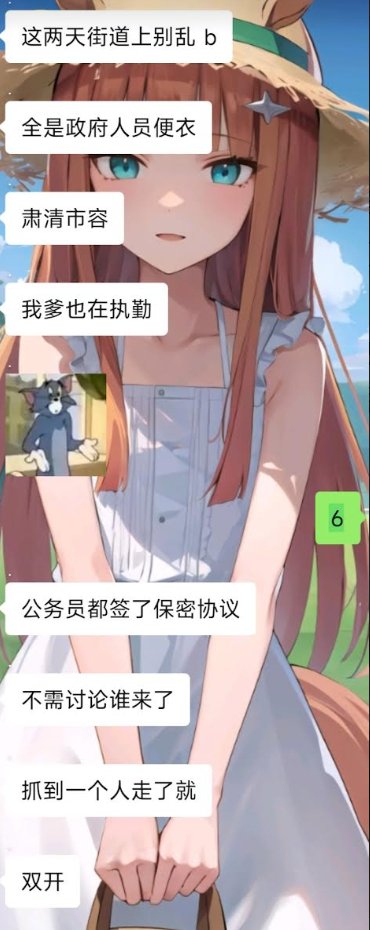 这两天街道上别乱 b
全是政府人员便衣
肃清市容
我爹也在执勤
6
公务员都签了保密协议
不需讨论谁来了
抓到一个人走了就
双开